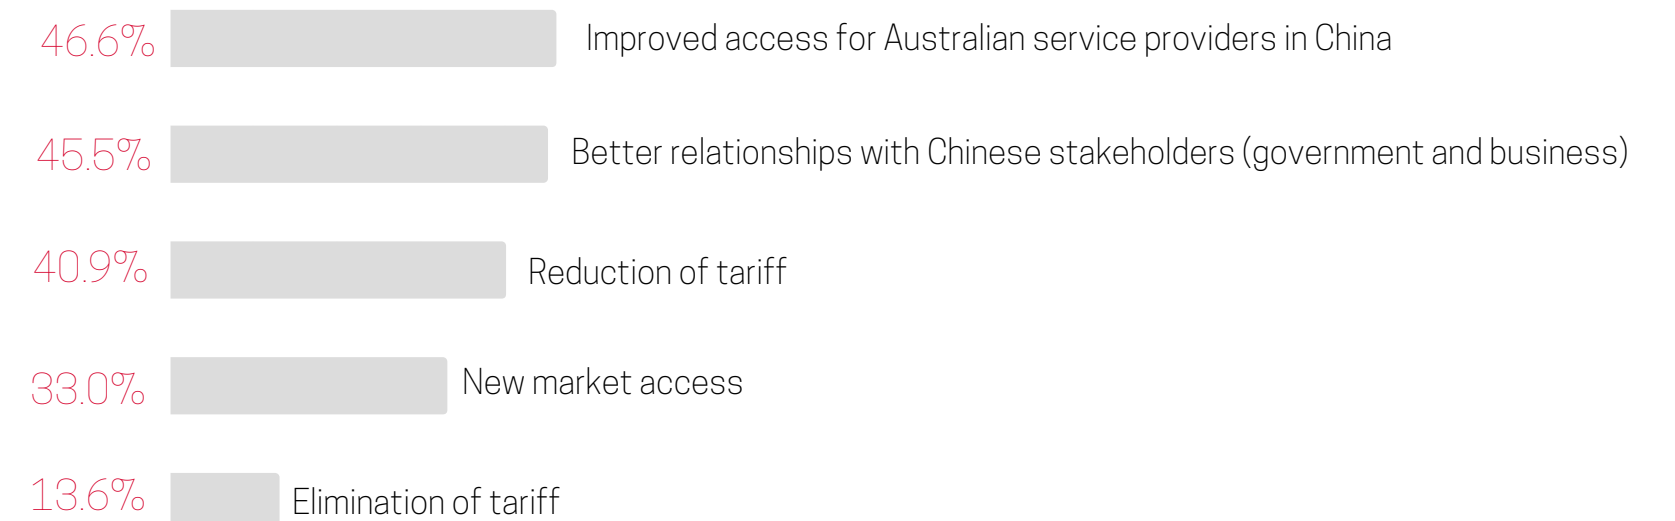 46.6% Improved access for Australian service providers in China
45.5% Better relationships with Chinese stakeholders (government and business)
40.9% Reduction of tariff
33.0% New market access
13.6% Elimination of tariff